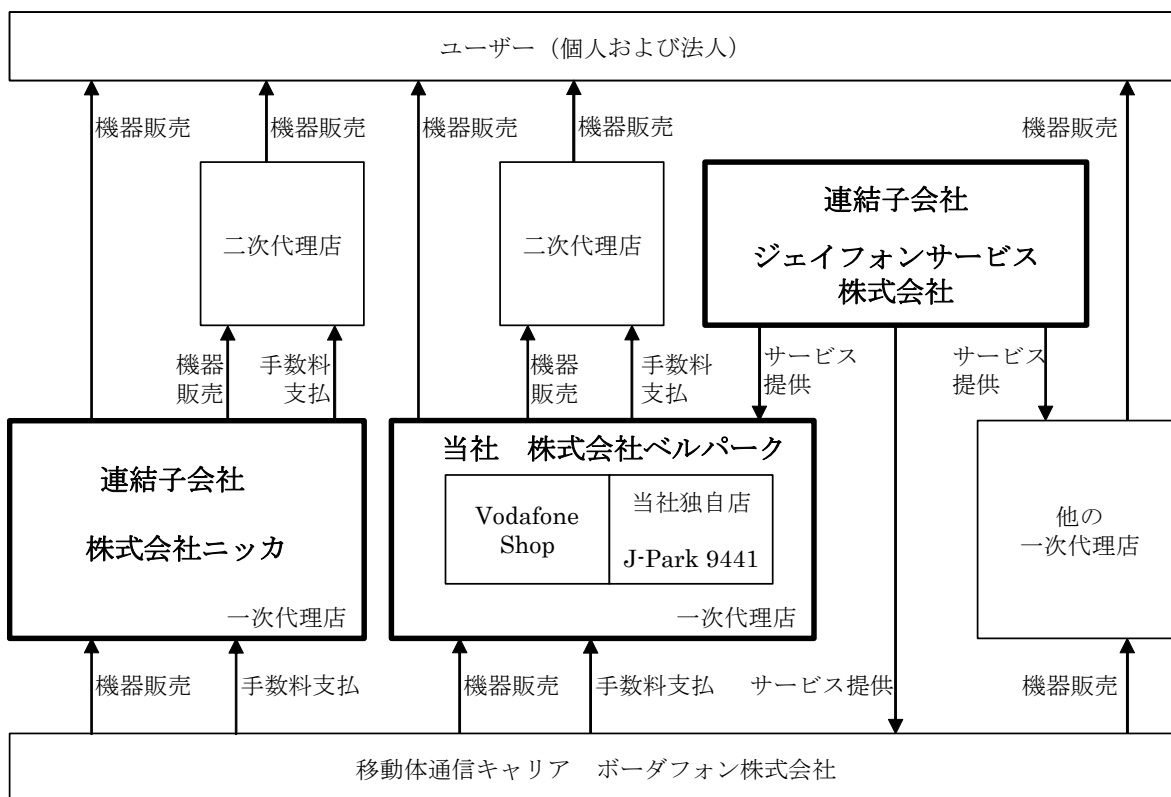 ユーザー（個人および法人）
機器販売
機器販売
機器販売
機器販売
機器販売
二次代理店
二次代理店
連結子会社
ジェイフォンサービス
株式会社
機器
販売
手数料
支払
機器
販売
手数料
支払
サービス
提供
サービス
提供
連結子会社
株式会社ニッカ
一次代理店
当社　株式会社ベルパーク
Vodafone
Shop
当社独自店
J-Park 9441
一次代理店
他の
一次代理店
機器販売
手数料支払
機器販売
手数料支払
サービス提供
機器販売
移動体通信キャリア　ボーダフォン株式会社